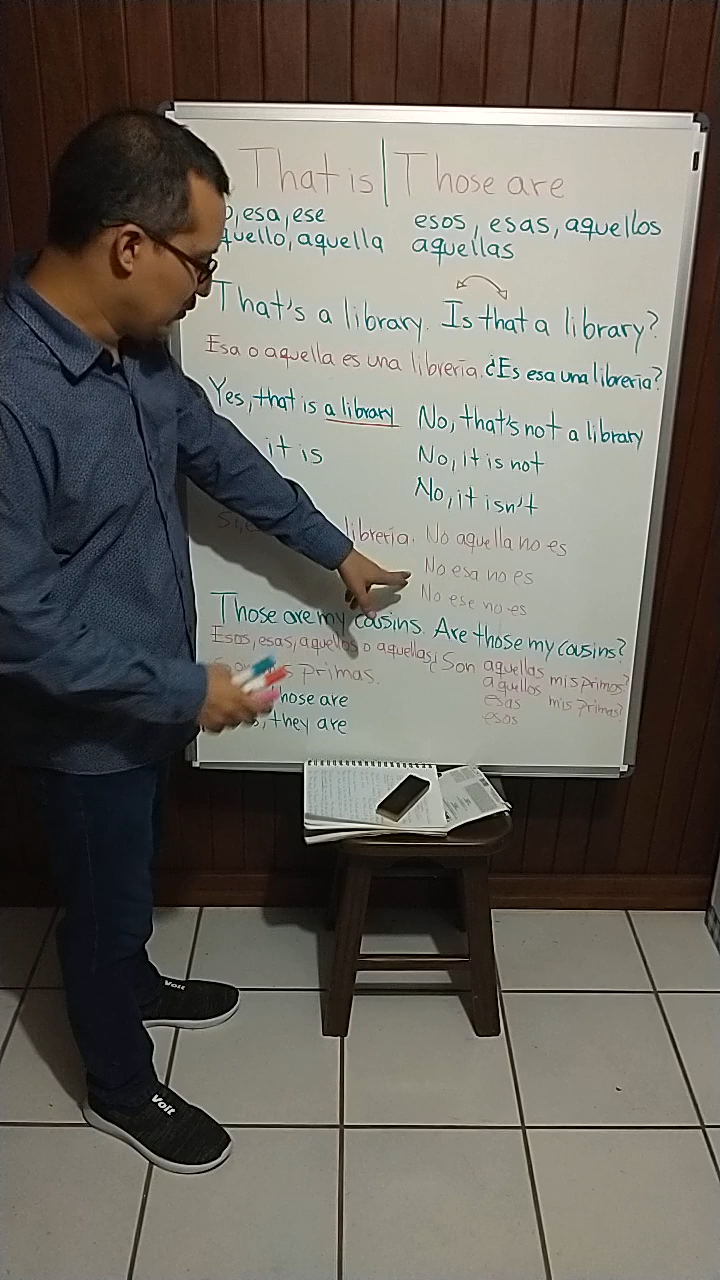 That is | Those are
esa, ese
esos, esas, aquellos
aquello, aquella
aquellas
That's a library. Is that a library?
Esa o aquella es una librería. ¿Es esa una librería?
Yes, that is a library
No, that's not a library
it is
No, it is not
No, it isn't
librería.
No aquella no es
No esa no es
No ese no es
Those are my cousins. Are those my cousins?
Esos, esas, aquellos o aquellas
¿Son aquellas mis primos?
primas.
aquellos mis primas?
those are
esas
they are
esos
Voit
Voit